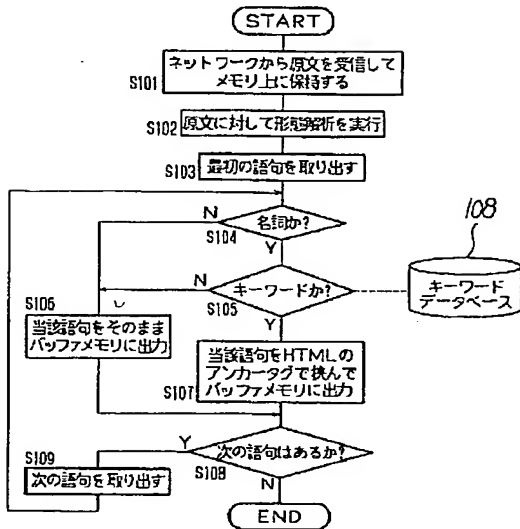 START
S101
ネットワークから原文を受信して
メモリ上に保持する
S102
原文に対して形態解析を実行
S103
最初の語句を取り出す
N
名詞か?
S104
Y
108
N
キーワードか?
S105
キーワード
データベース
Y
S106
当該語句をそのまま
バッファメモリに出力
当該語句をHTMLの
アンカータグで挟んで
バッファメモリに出力
S107
Y
次の語句はあるか?
S108
S109
次の語句を取り出す
N
END